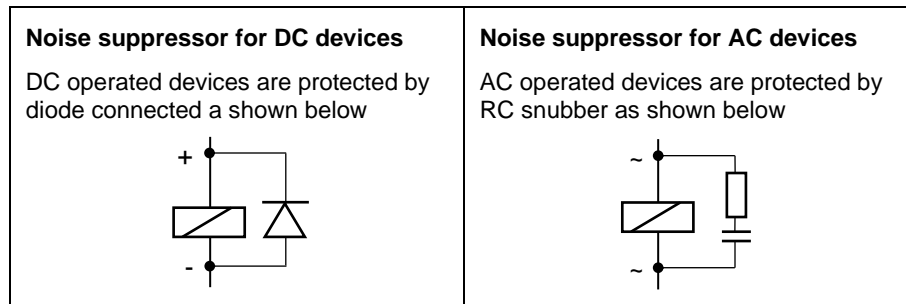 Noise suppressor for DC devices
DC operated devices are protected by
diode connected a shown below
+
-
Noise suppressor for AC devices
AC operated devices are protected by
RC snubber as shown below
~
~